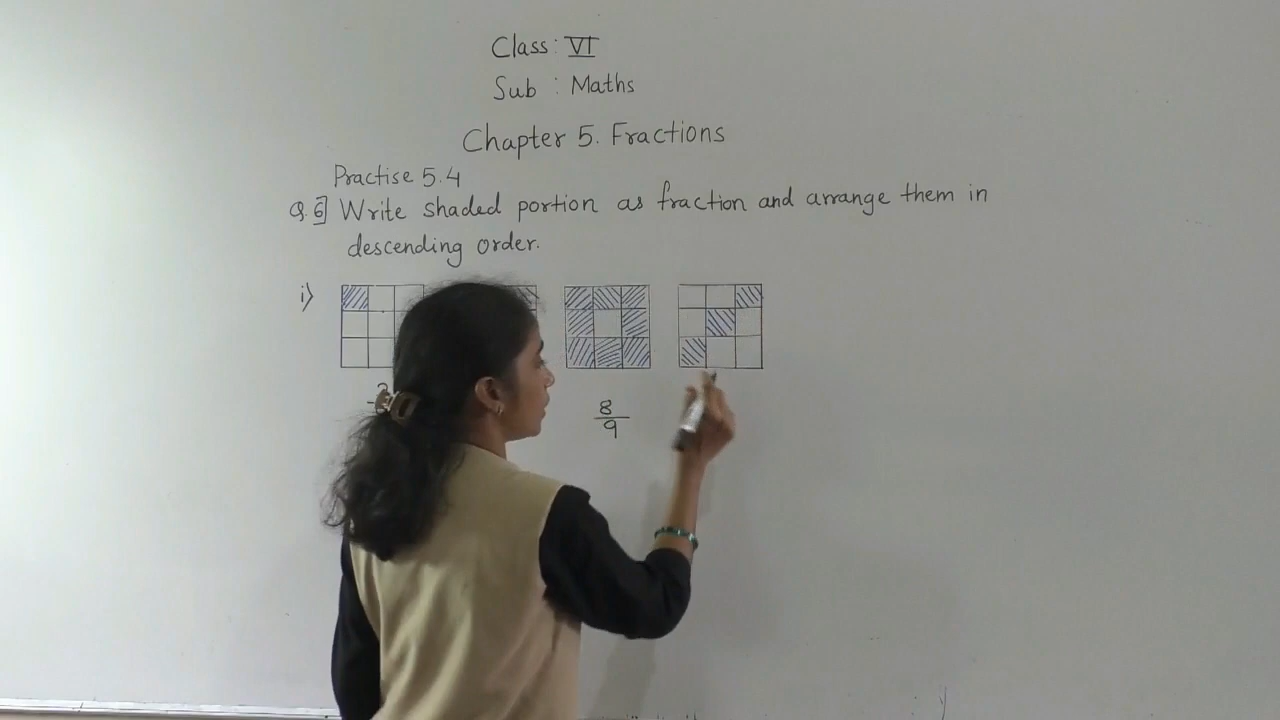 Class: VI
Sub : Maths
Chapter 5. Fractions
Practise 5.4
Q.6] Write shaded portion as fraction and arrange them in
descending order.
i)
8
9